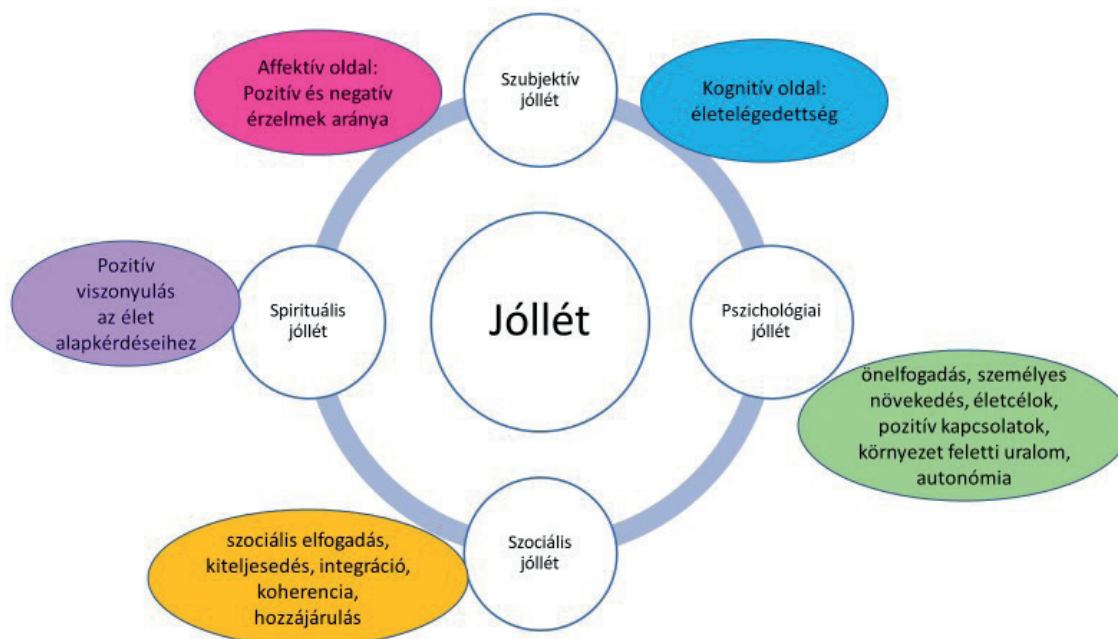 Affektív oldal:
Pozitív és negatív
érzelmek aránya
Szubjektív
jóllét
Kognitív oldal:
életelégedettség
Pozitív
viszonyulás
az élet
alapkérdéseihez
Spirituális
jóllét
Jóllét
Pszichológiai
jóllét
önelfogadás, személyes
növekedés, életcélok,
pozitív kapcsolatok,
környezet feletti uralom,
autonómia
szociális elfogadás,
kiteljesedés, integráció,
koherencia,
hozzájárulás
Szociális
jóllét